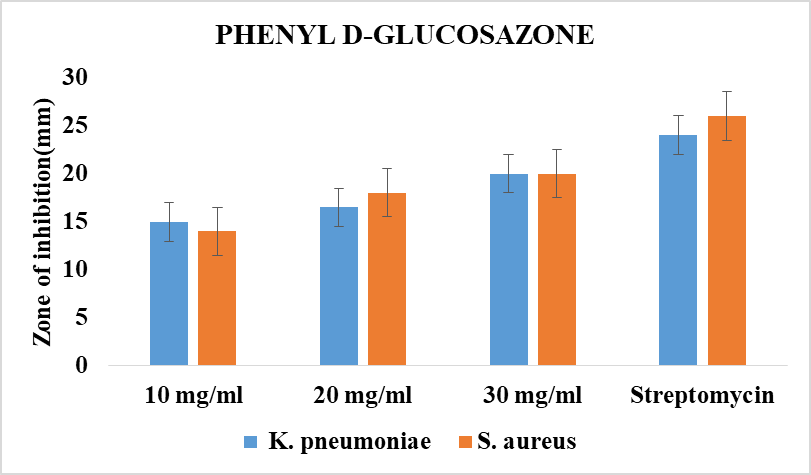 PHENYL D-GLUCOSAZONE
Zone of inhibition(mm)
30
25
20
15
10
5
0
10 mg/ml 20 mg/ml 30 mg/ml Streptomycin
K. pneumoniae S. aureus